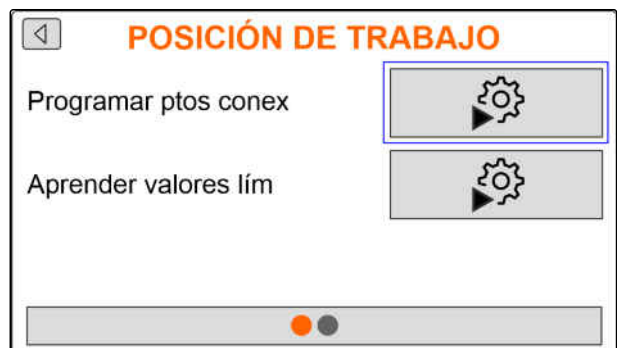 POSICIÓN DE TRABAJO
Programar ptos conex
Aprender valores lím